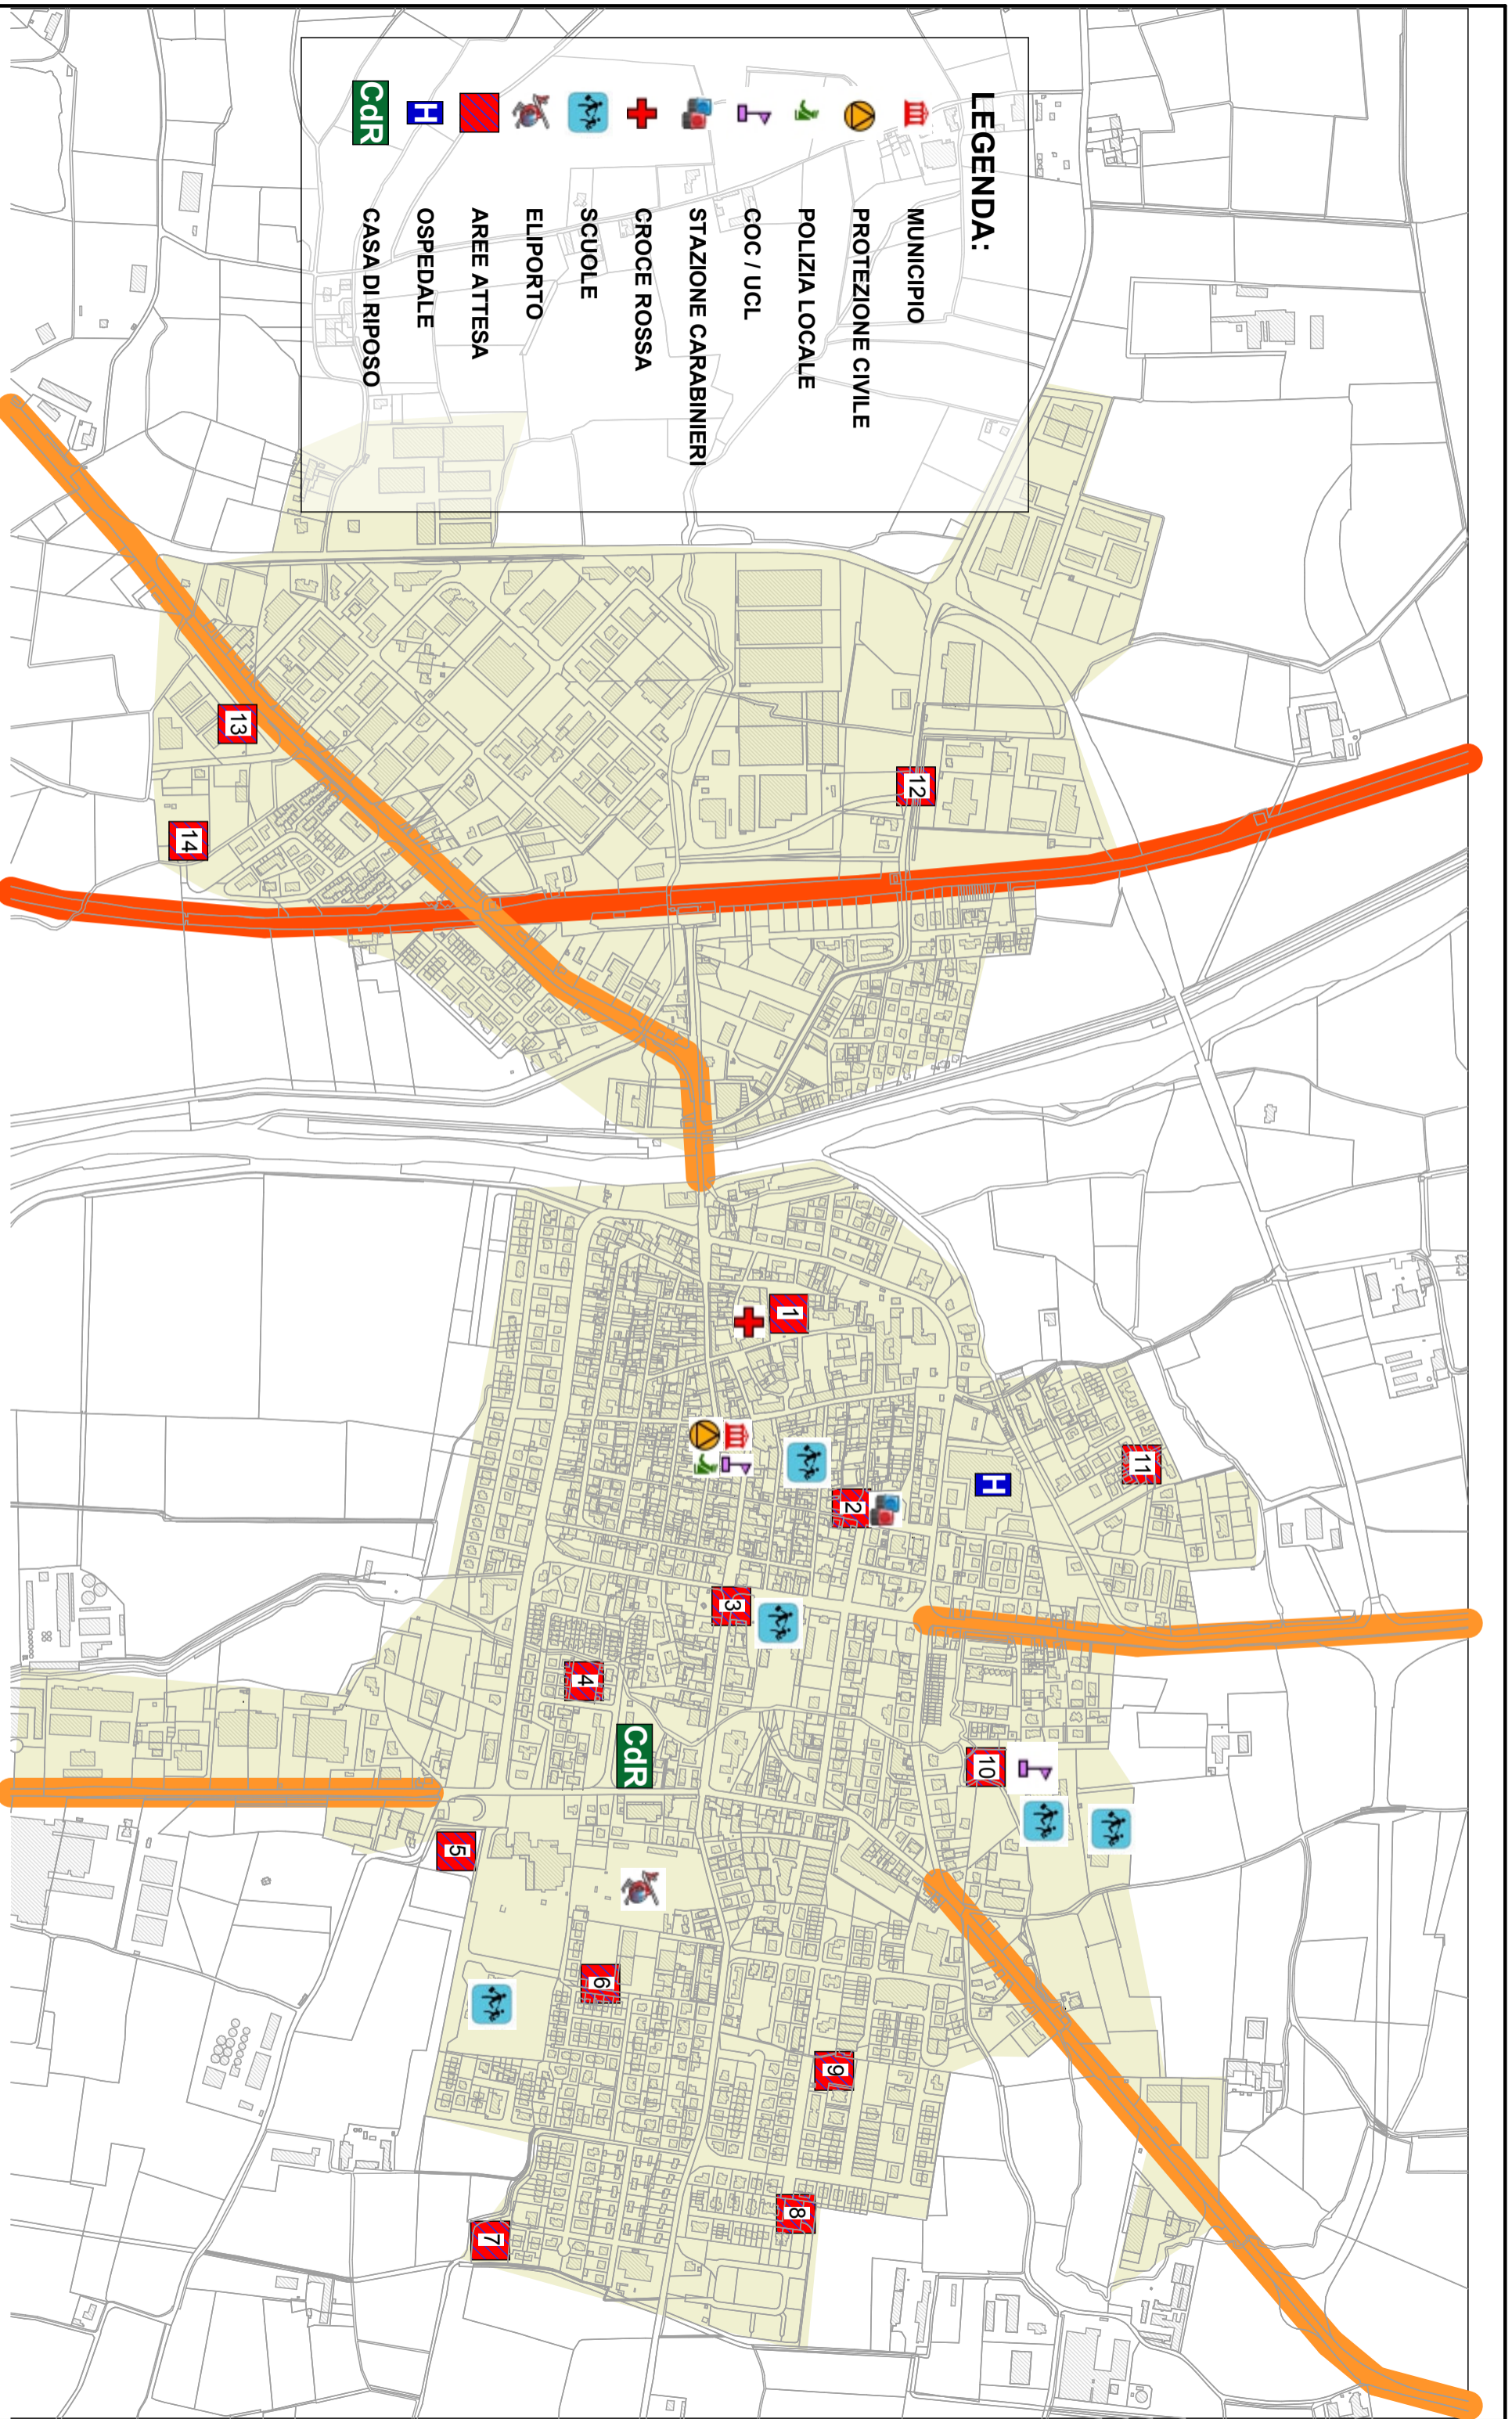 LEGENDA:
MUNICIPIO
PROTEZIONE CIVILE
POLIZIA LOCALE
COC / UCL
STAZIONE CARABINIERI
CROCE ROSSA
SCUOLE
ELIPORTO
AREE ATTESA
H OSPEDALE
CdR CASA DI RIPOSO
11
H
10
12
2
9
1
8
3
CdR
6
4
7
5
13
14